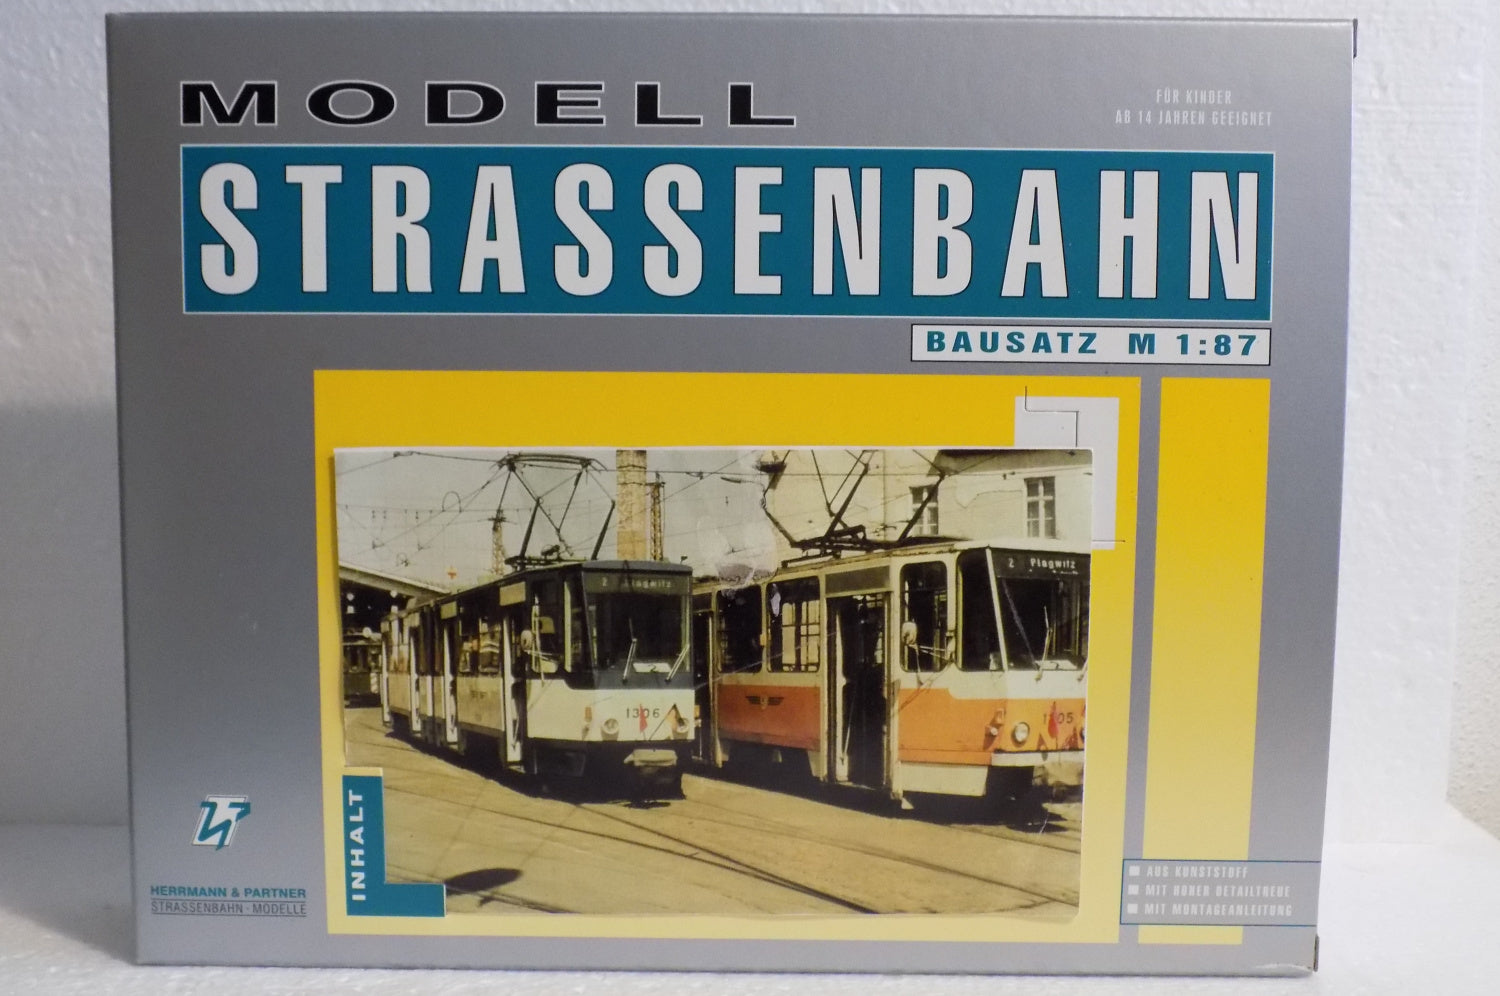 MODELL
FÜR KINDER
AB 14 JAHREN GEEIGNET
STRASSENBAHN
BAUSATZ M 1:87
2 Plagwitz
2 Plagwitz
1306
INHALT
HERRMANN & PARTNER
STRASSENBAHN · MODELLE
AUS KUNSTSTOFF
MIT HOHER DETAILTREUE
MIT MONTAGEANLEITUNG